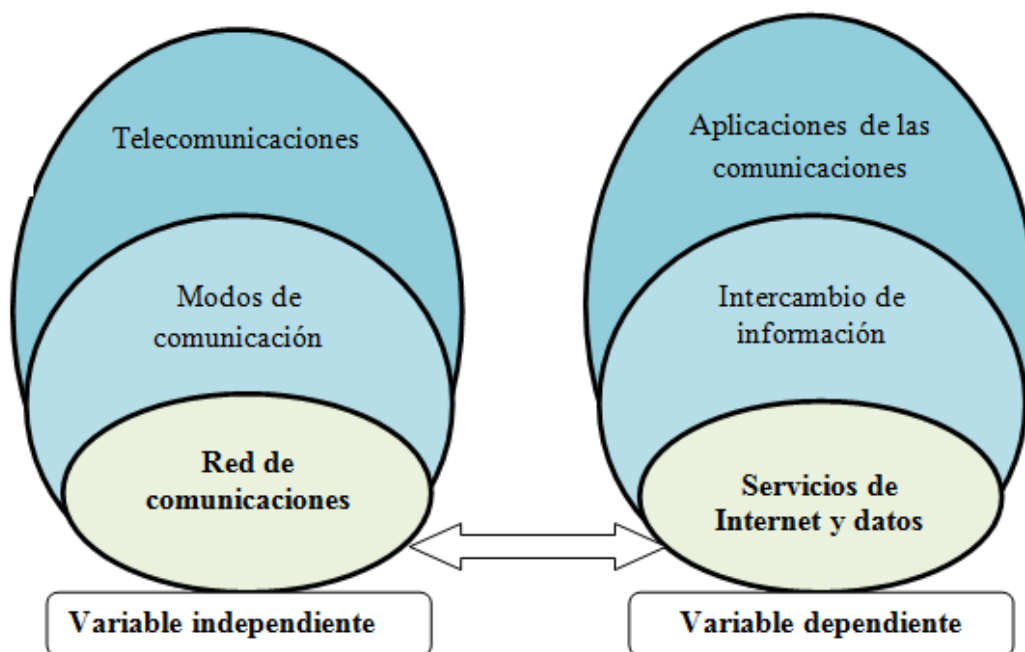 Telecomunicaciones
Modos de
comunicación
Red de
comunicaciones
Variable independiente
Aplicaciones de las
comunicaciones
Intercambio de
información
Servicios de
Internet y datos
Variable dependiente